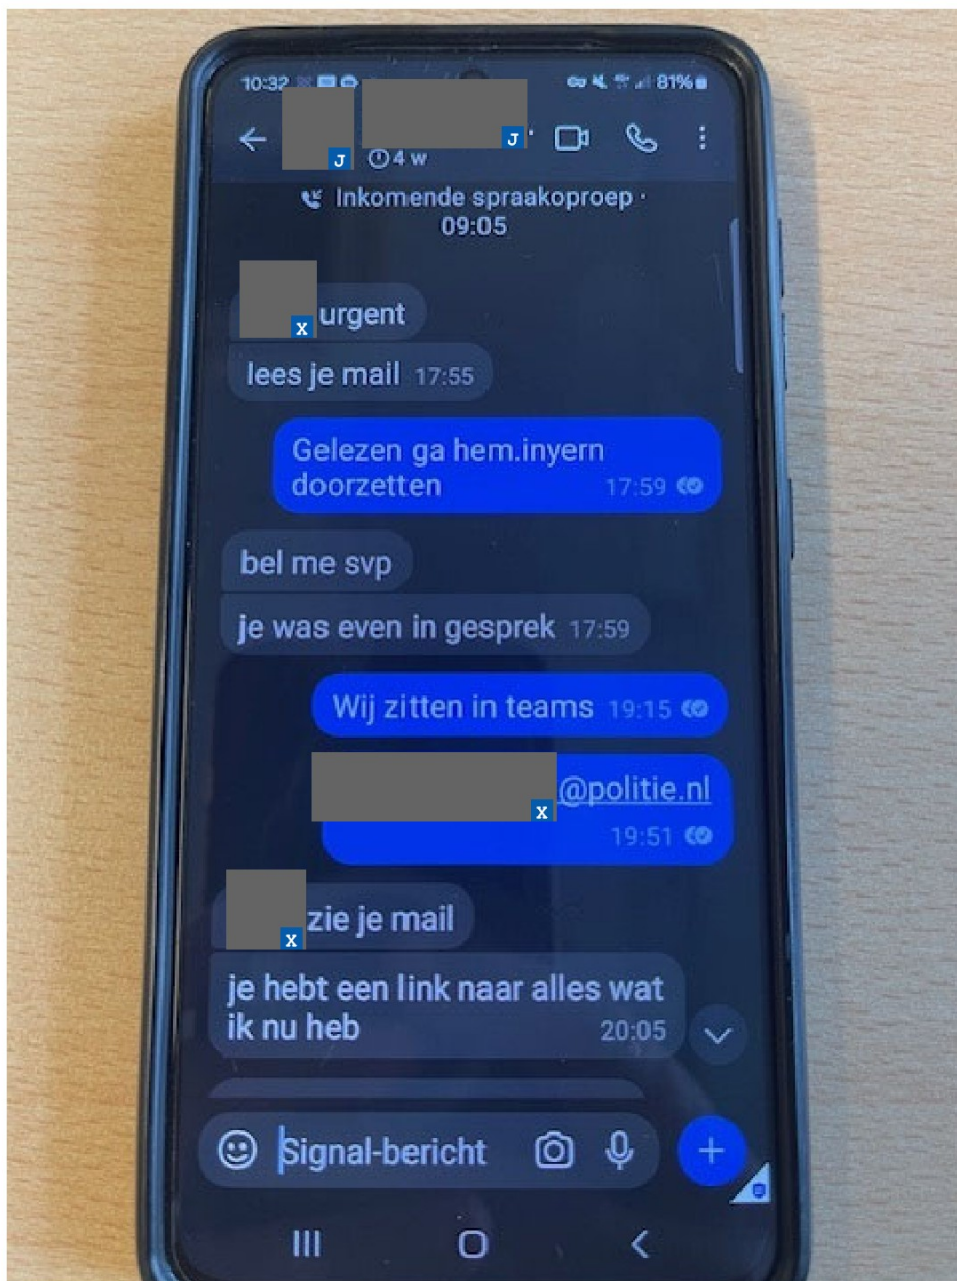 10:32
81%
J
J
4 w
Inkomende spraakoproep ·
09:05
X urgent
lees je mail 17:55
Gelezen ga hem.inyern
doorzetten 17:59
bel me svp
je was even in gesprek 17:59
Wij zitten in teams 19:15
X @politie.nl
19:51
X zie je mail
je hebt een link naar alles wat
ik nu heb 20:05
Signal-bericht